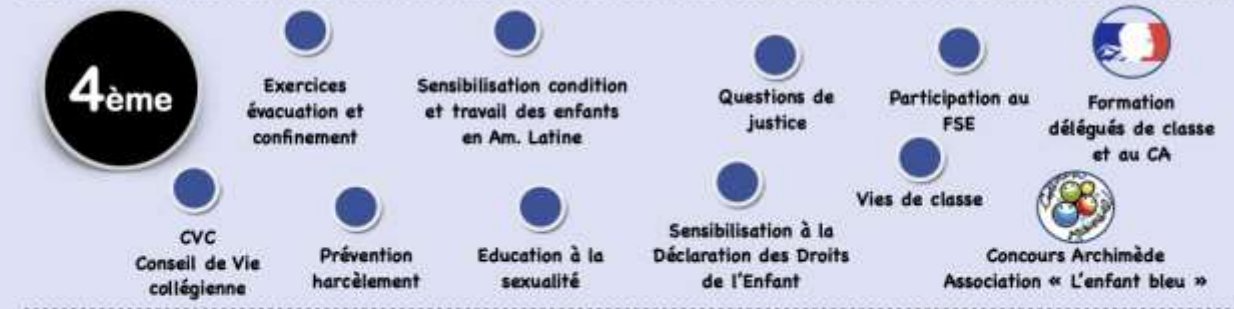 4ème
Exercices
évacuation et
confinement
Sensibilisation condition
et travail des enfants
en Am. Latine
Questions de
justice
Participation au
FSE
Formation
délégués de classe
et au CA
CVC
Conseil de Vie
collégienne
Prévention
harcèlement
Education à la
sexualité
Sensibilisation à la
Déclaration des Droits
de l'Enfant
Vies de classe
Concours Archimède
Association « L'enfant bleu »